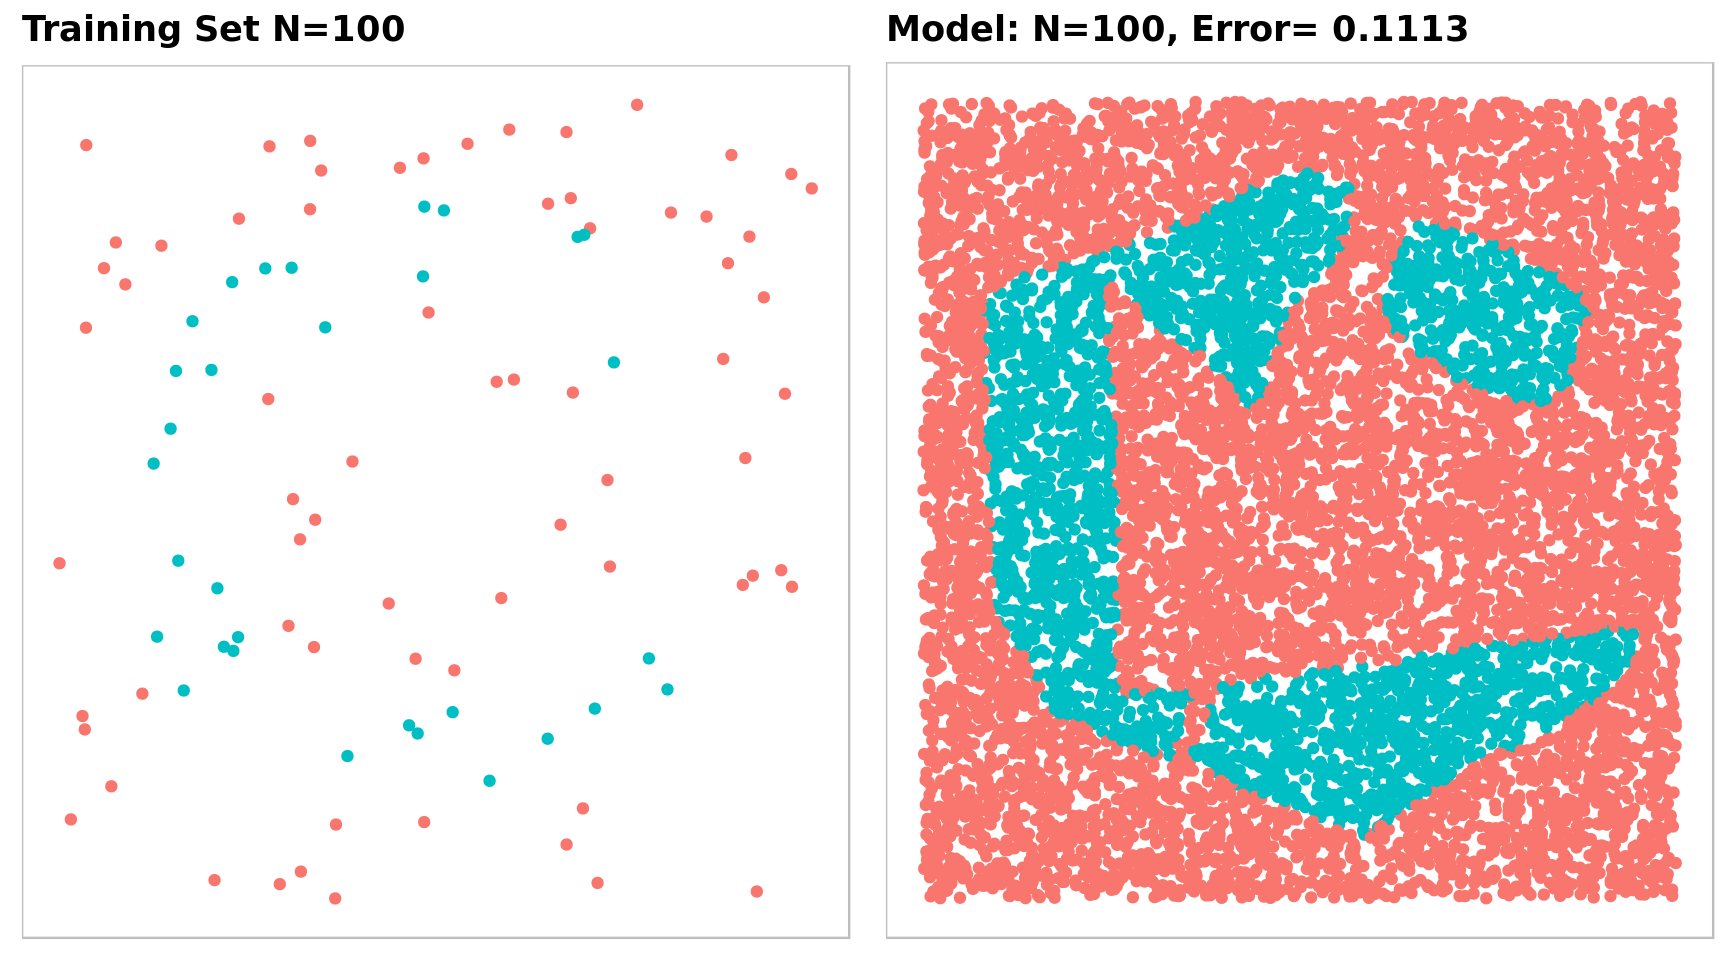 Training Set N=100
Model: N=100, Error= 0.1113